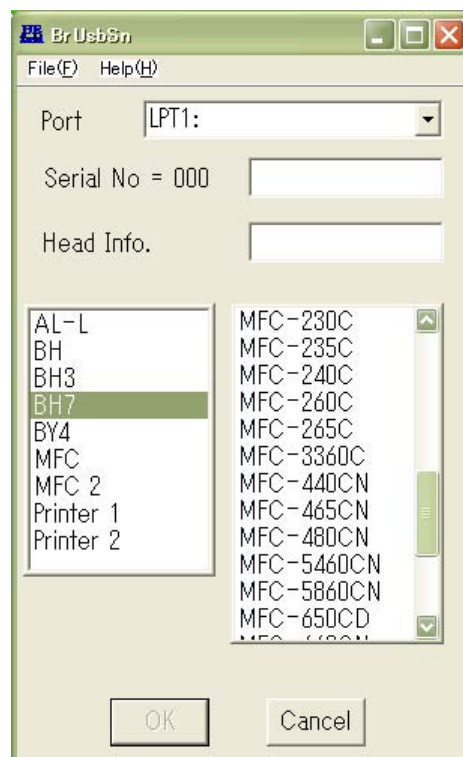 BrUsbSn
File(F) Help(H)
Port LPT1:
Serial No = 000
Head Info.
AL-L
BH
BH3
BH7
BY4
MFC
MFC 2
Printer 1
Printer 2
MFC-230C
MFC-235C
MFC-240C
MFC-260C
MFC-265C
MFC-3360C
MFC-440CN
MFC-465CN
MFC-480CN
MFC-5460CN
MFC-5860CN
MFC-650CD
OK Cancel